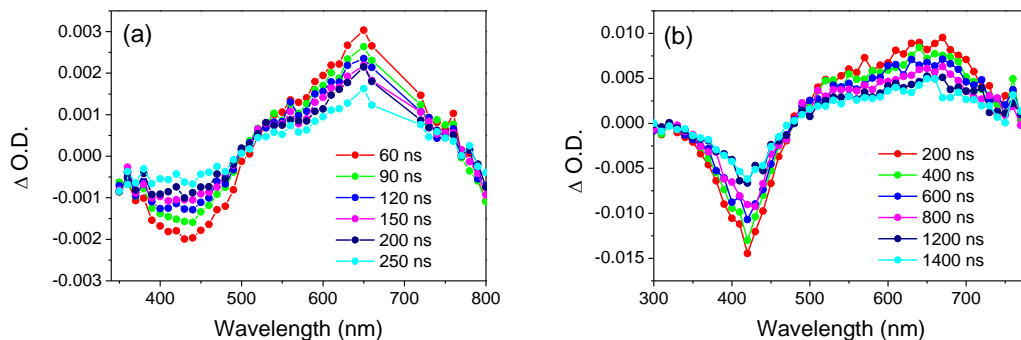 (a)
Δ O.D.
0.003
0.002
0.001
0.000
-0.001
-0.002
-0.003
400 500 600 700 800
Wavelength (nm)
60 ns
90 ns
120 ns
150 ns
200 ns
250 ns
(b)
Δ O.D.
0.010
0.005
0.000
-0.005
-0.010
-0.015
300 400 500 600 700
Wavelength (nm)
200 ns
400 ns
600 ns
800 ns
1200 ns
1400 ns